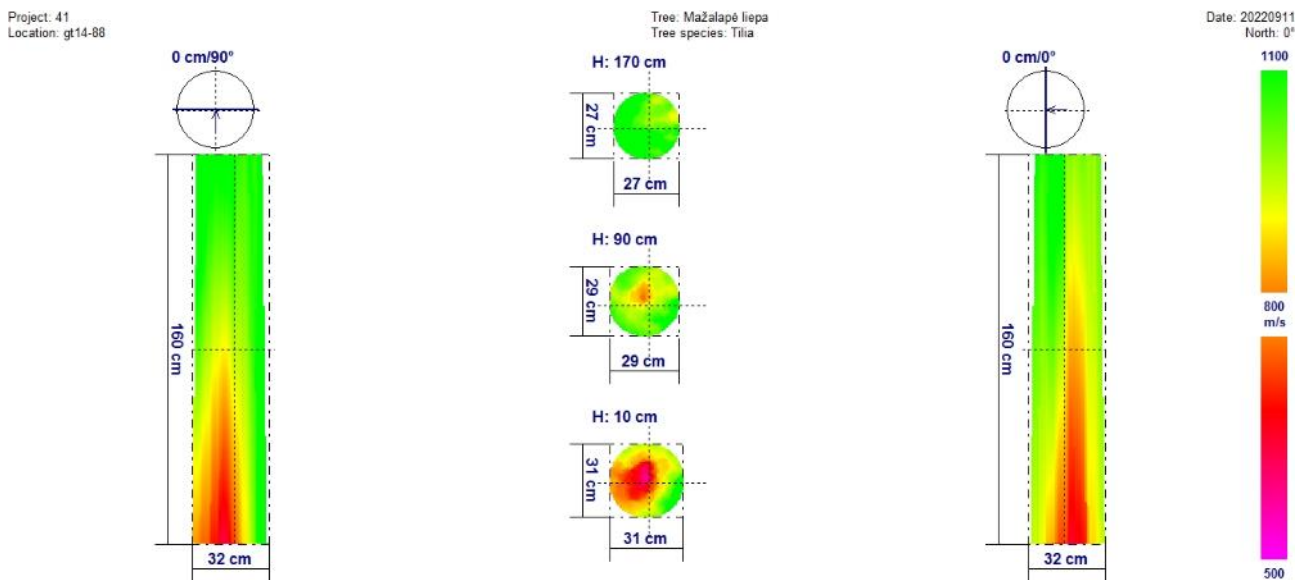 Project: 41
Location: gt14-88
Tree: Mažalapė liepa
Tree species: Tilia
Date: 20220911
North: 0°
0 cm/90°
160 cm
32 cm
H: 170 cm
27 cm
27 cm
H: 90 cm
29 cm
29 cm
H: 10 cm
31 cm
31 cm
0 cm/0°
160 cm
32 cm
1100
800
m/s
500